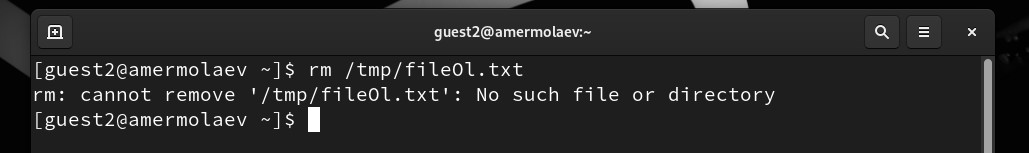 guest2@amermolaev:~
[guest2@amermolaev ~]$ rm /tmp/fileOl.txt
rm: cannot remove '/tmp/fileOl.txt': No such file or directory
[guest2@amermolaev ~]$